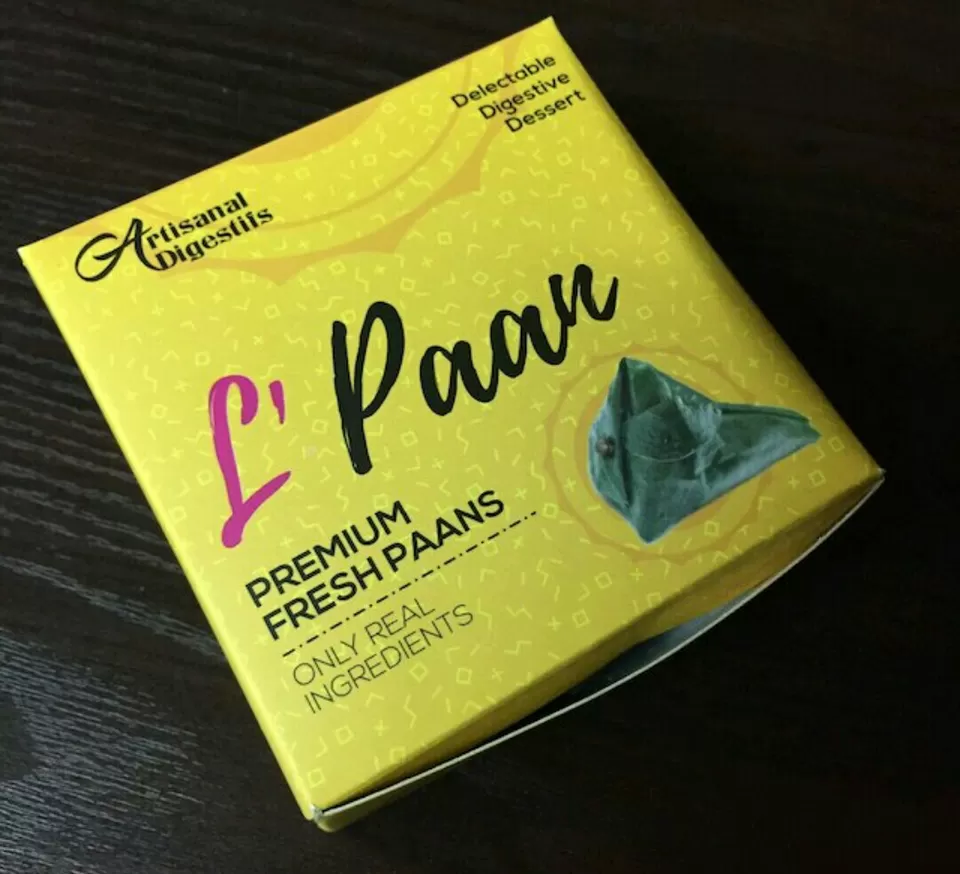 Delectable
Digestive
Dessert
Artisanal
Digestifs
L' Paan
PREMIUM
FRESH PAANS
ONLY REAL
INGREDIENTS